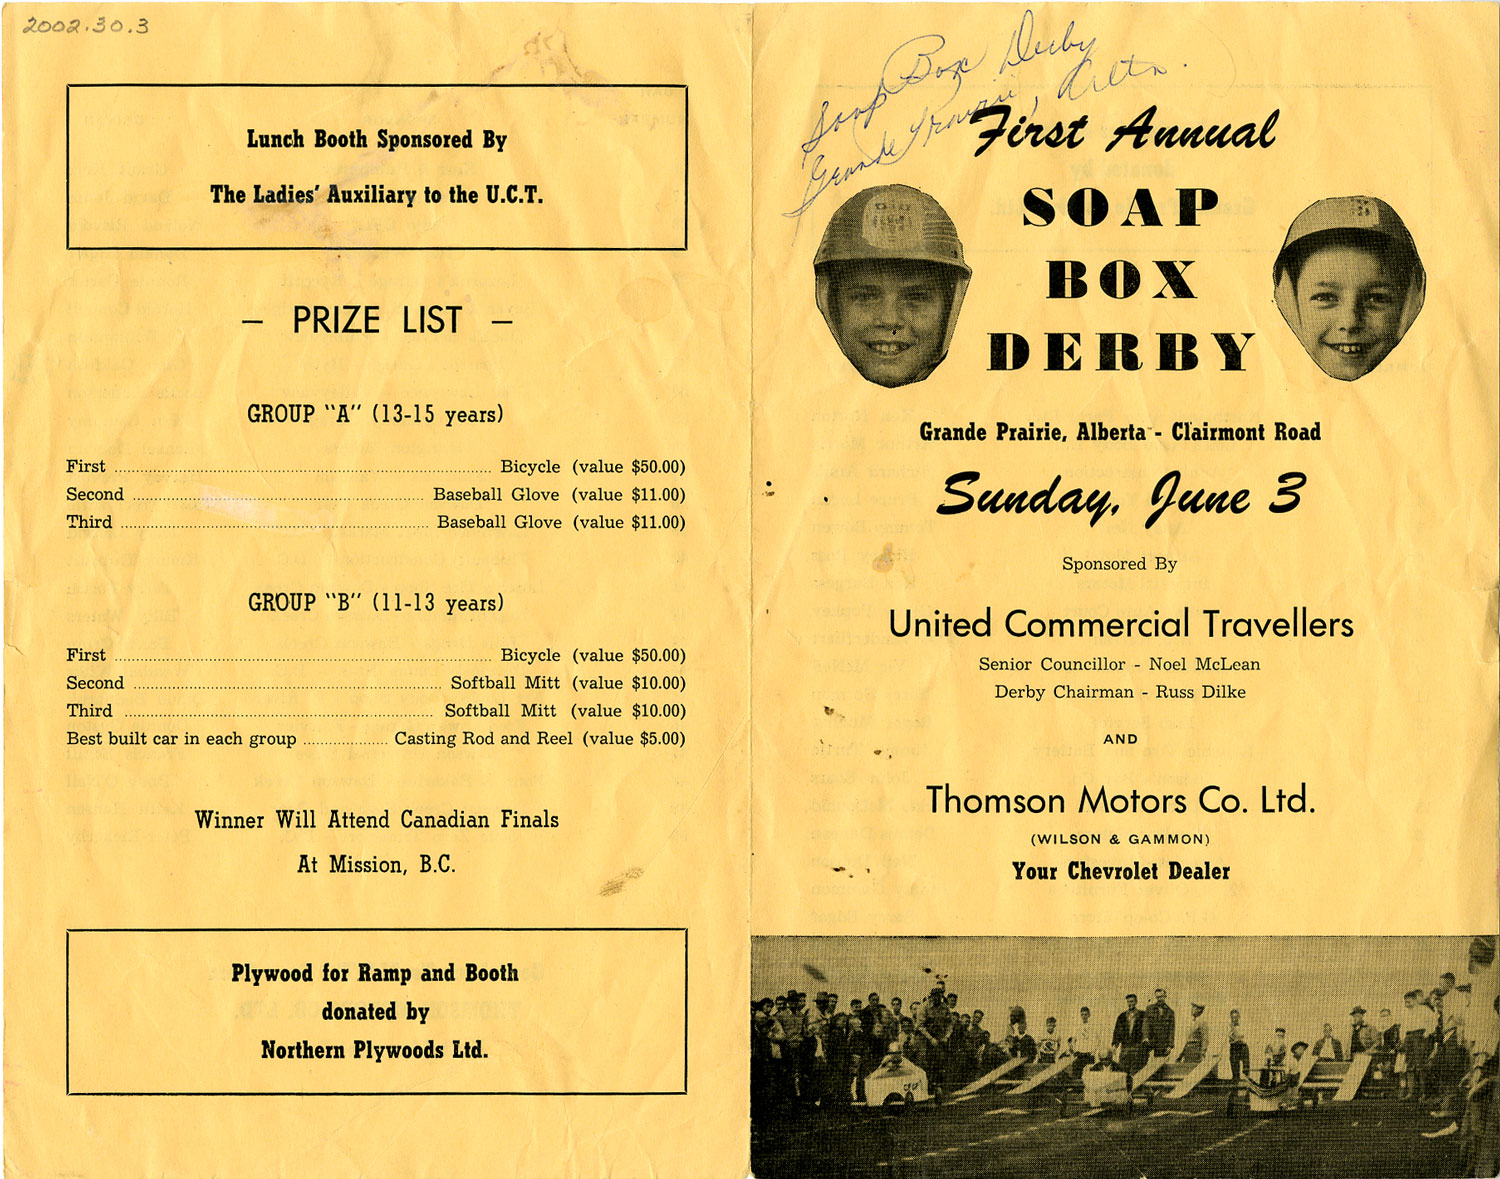 2002.30.3
Lunch Booth Sponsored By
The Ladies' Auxiliary to the U.C.T.
– PRIZE LIST –
GROUP "A" (13-15 years)
First ........ Bicycle (value $50.00)
Second ........ Baseball Glove (value $11.00)
Third ........ Baseball Glove (value $11.00)
GROUP "B" (11-13 years)
First ........ Bicycle (value $50.00)
Second ........ Softball Mitt (value $10.00)
Third ........ Softball Mitt (value $10.00)
Best built car in each group ........ Casting Rod and Reel (value $5.00)
Winner Will Attend Canadian Finals
At Mission, B.C.
Plywood for Ramp and Booth
donated by
Northern Plywoods Ltd.
Soap Box Derby
Grande Prairie, Alta.
First Annual
SOAP
BOX
DERBY
Grande Prairie, Alberta - Clairmont Road
Sunday, June 3
Sponsored By
United Commercial Travellers
Senior Councillor - Noel McLean
Derby Chairman - Russ Dilke
AND
Thomson Motors Co. Ltd.
(WILSON & GAMMON)
Your Chevrolet Dealer